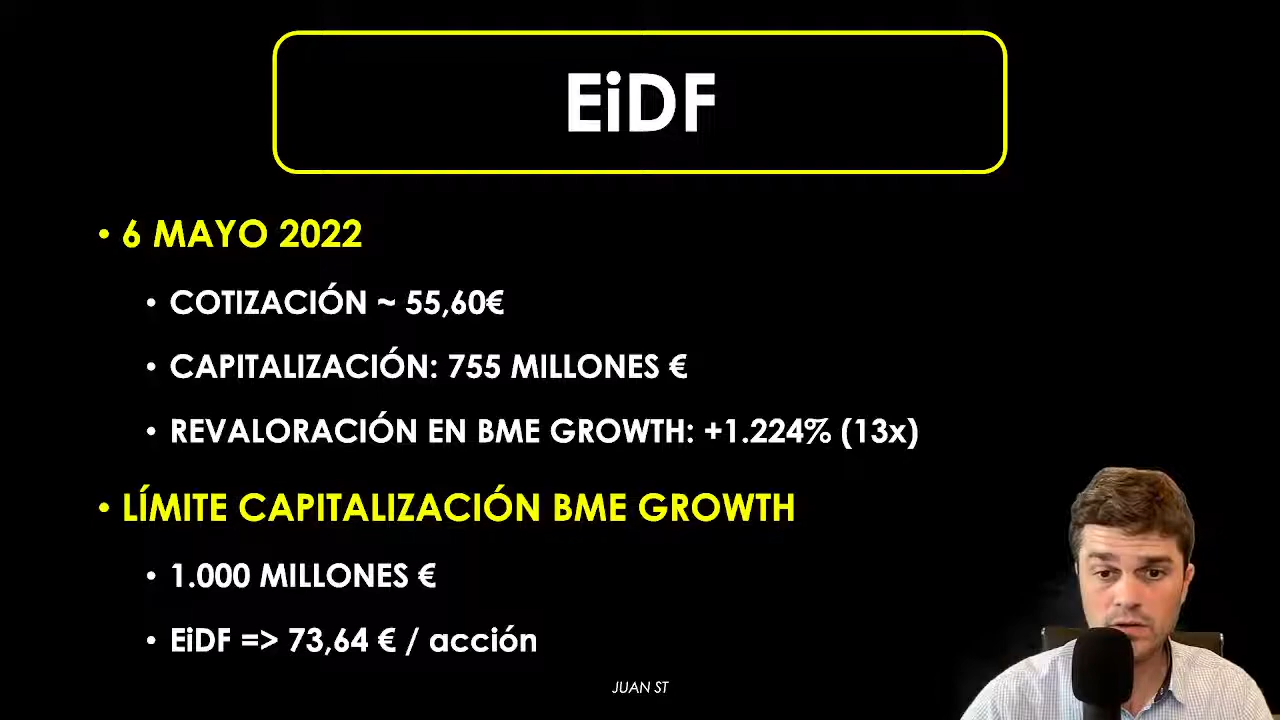 EiDF
• 6 MAYO 2022
• COTIZACIÓN ~ 55,60€
• CAPITALIZACIÓN: 755 MILLONES €
• REVALORACIÓN EN BME GROWTH: +1.224% (13x)
• LÍMITE CAPITALIZACIÓN BME GROWTH
• 1.000 MILLONES €
• EiDF => 73,64 € / acción
JUAN ST